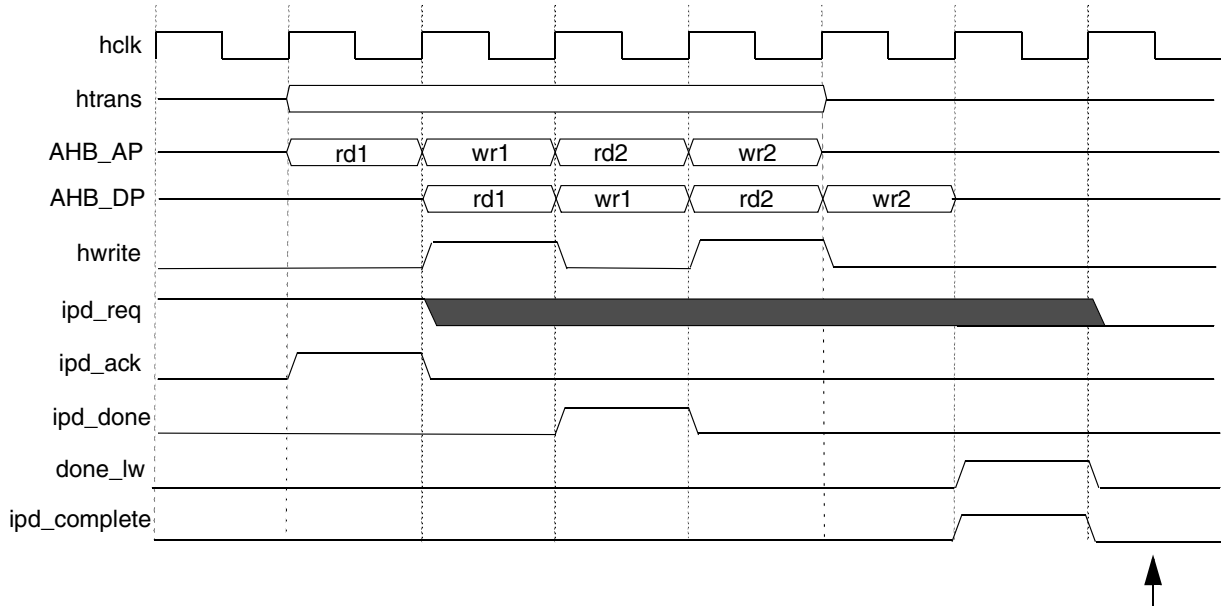 hclk
htrans
AHB_AP rd1 wr1 rd2 wr2
AHB_DP rd1 wr1 rd2 wr2
hwrite
ipd_req
ipd_ack
ipd_done
done_lw
ipd_complete